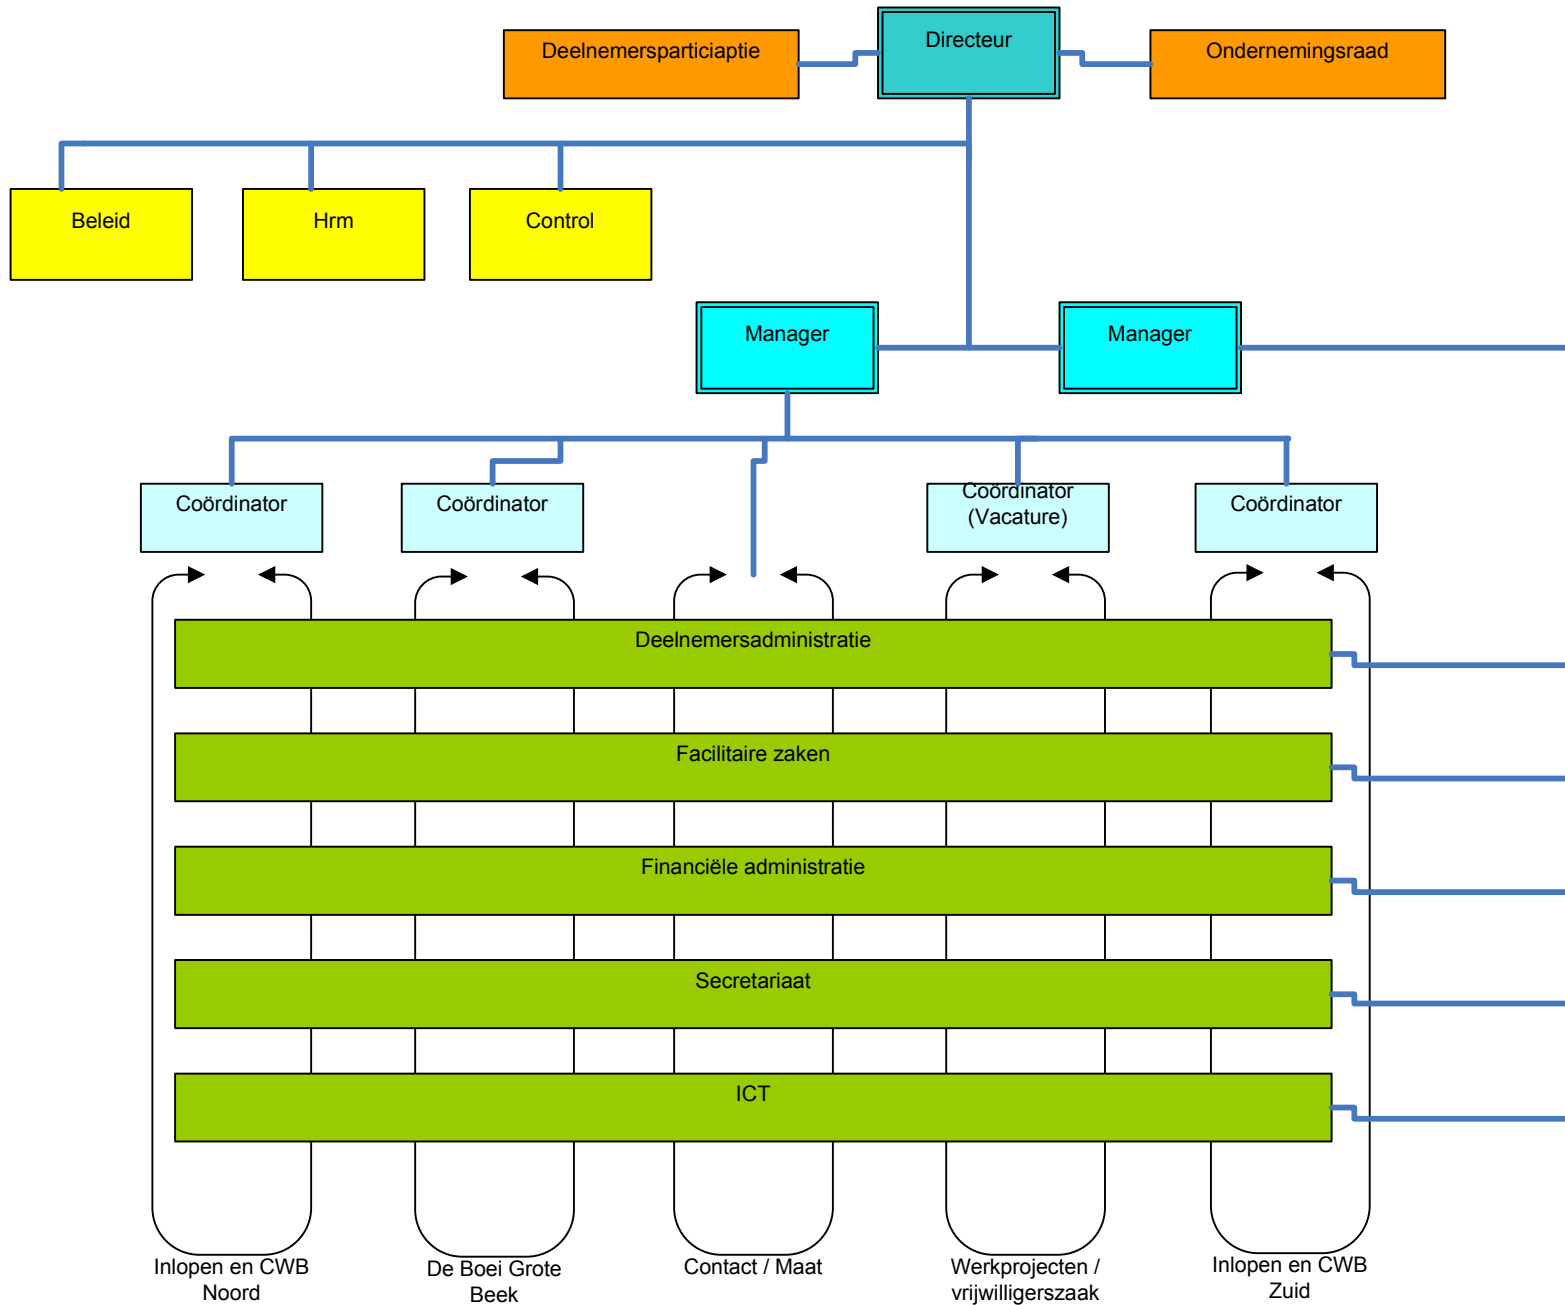 Deelnemersparticiaptie
Directeur
Ondernemingsraad
Beleid
Hrm
Control
Manager
Manager
Coördinator
Coördinator
Coördinator
(Vacature)
Coördinator
Deelnemersadministratie
Facilitaire zaken
Financiële administratie
Secretariaat
ICT
Inlopen en CWB
Noord
De Boei Grote
Beek
Contact / Maat
Werkprojecten /
vrijwilligerszaak
Inlopen en CWB
Zuid